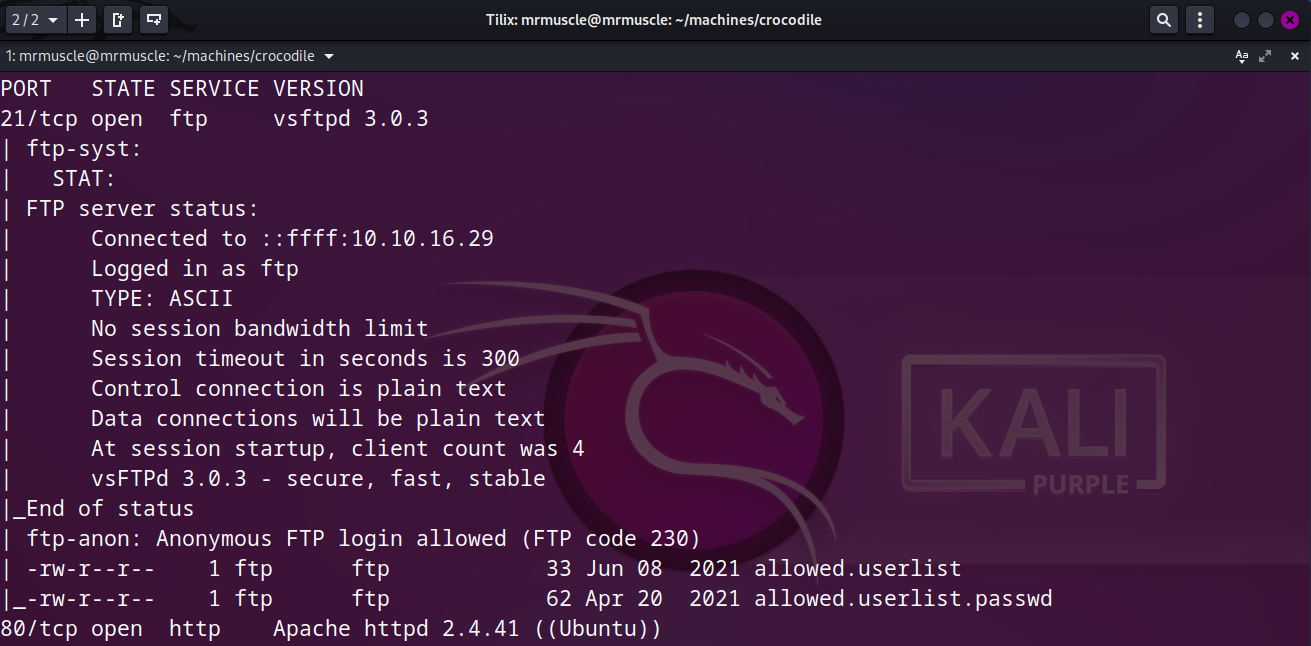 2 / 2
Tilix: mrmuscle@mrmuscle: ~/machines/crocodile
1: mrmuscle@mrmuscle: ~/machines/crocodile
Aa
PORT   STATE SERVICE VERSION
21/tcp open  ftp     vsftpd 3.0.3
| ftp-syst:
|   STAT:
| FTP server status:
|      Connected to ::ffff:10.10.16.29
|      Logged in as ftp
|      TYPE: ASCII
|      No session bandwidth limit
|      Session timeout in seconds is 300
|      Control connection is plain text
|      Data connections will be plain text
|      At session startup, client count was 4
|      vsFTPd 3.0.3 - secure, fast, stable
|_End of status
| ftp-anon: Anonymous FTP login allowed (FTP code 230)
| -rw-r--r--    1 ftp      ftp            33 Jun 08  2021 allowed.userlist
|_-rw-r--r--    1 ftp      ftp            62 Apr 20  2021 allowed.userlist.passwd
80/tcp open  http    Apache httpd 2.4.41 ((Ubuntu))
KALI
PURPLE